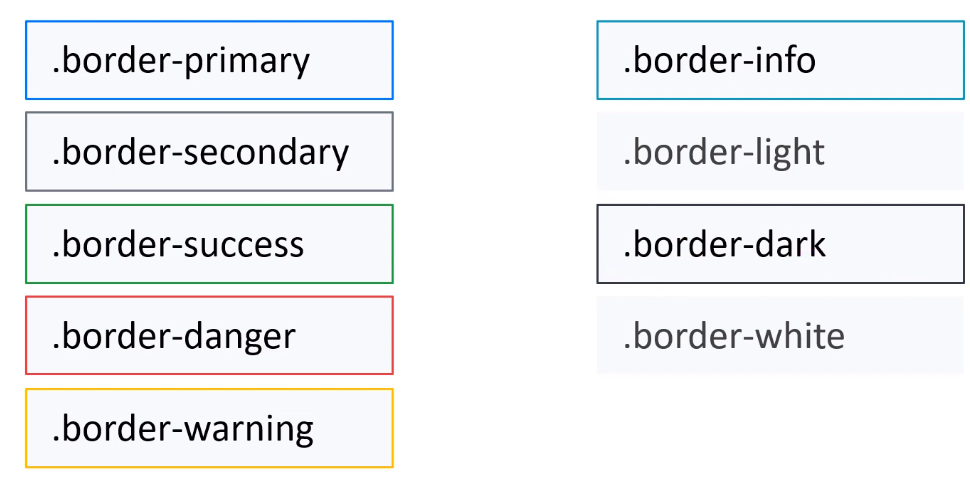 .border-primary
.border-secondary
.border-success
.border-danger
.border-warning
.border-info
.border-light
.border-dark
.border-white